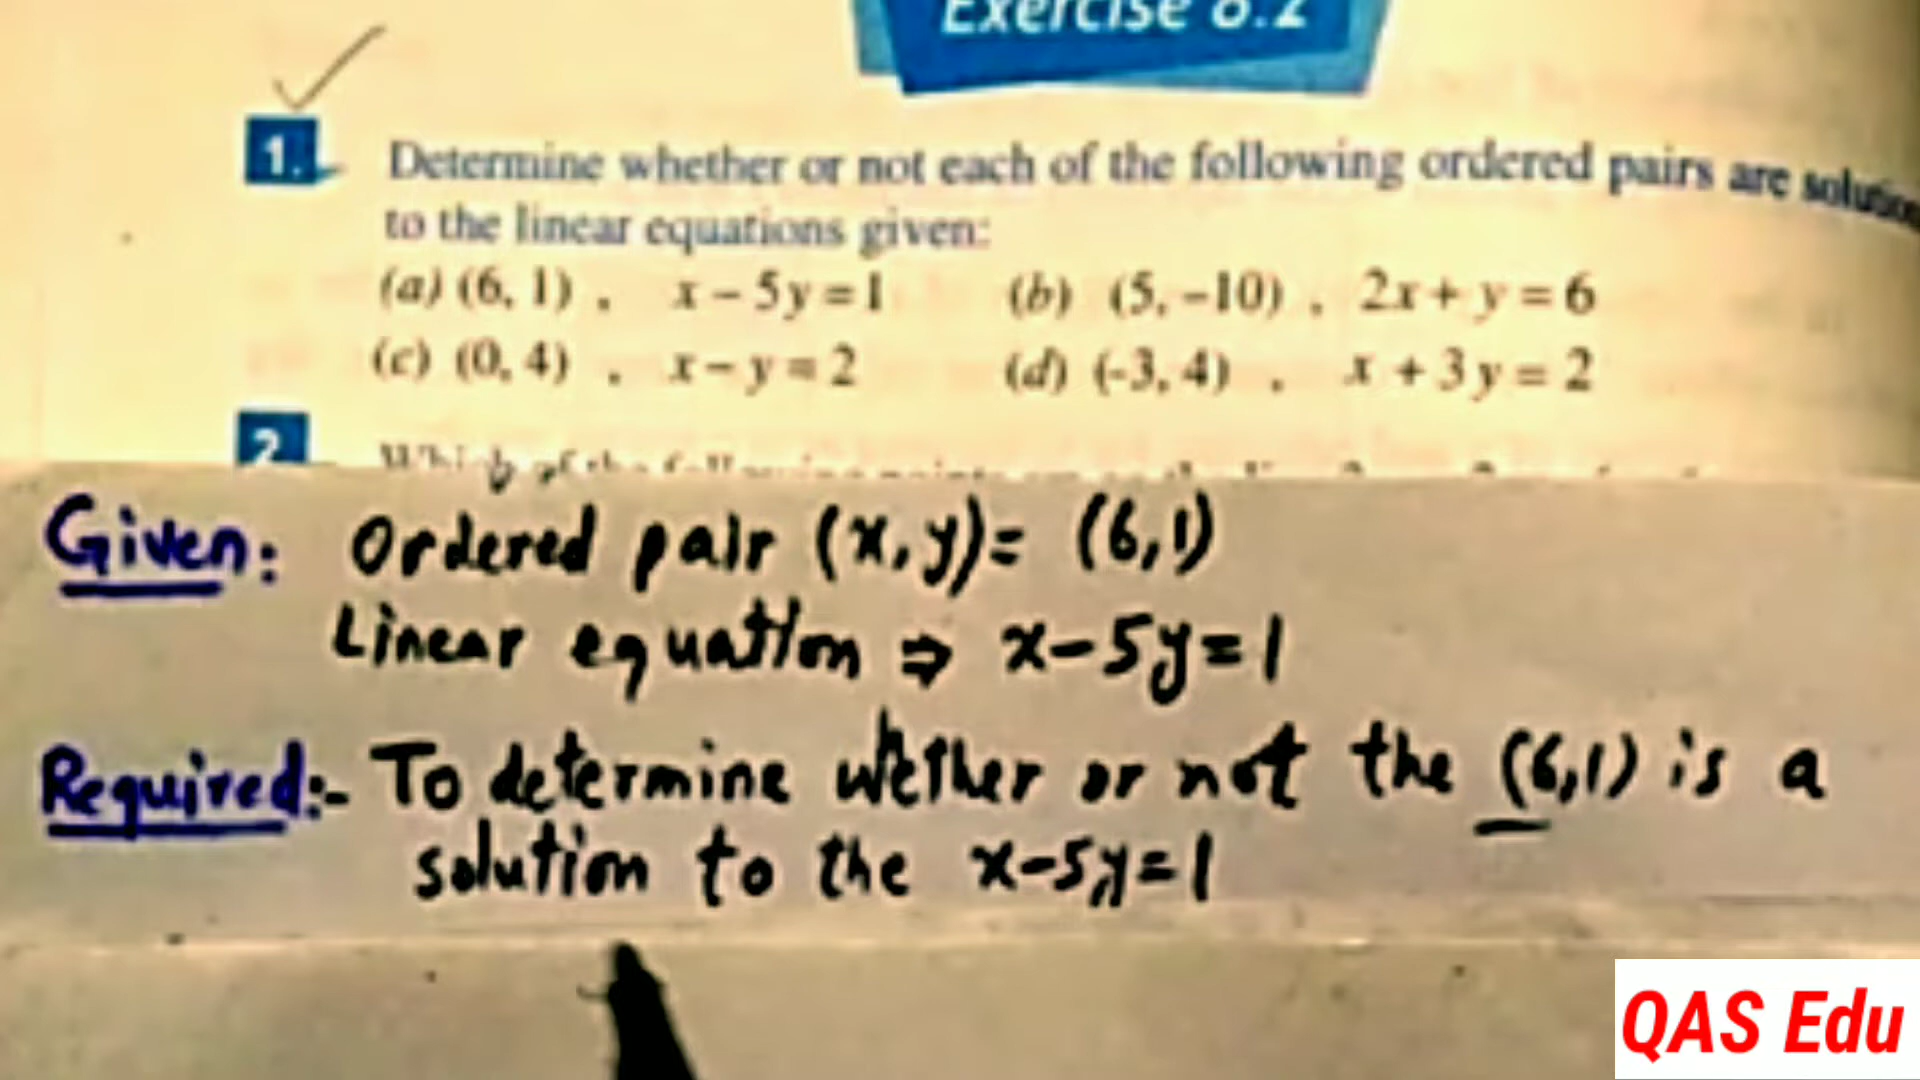 Exercise 8.2
1. Determine whether or not each of the following ordered pairs are solution
to the linear equations given:
(a) (6, 1) , x – 5y = 1 (b) (5, –10) , 2x + y = 6
(c) (0, 4) , x – y = 2 (d) (-3, 4) , x + 3y = 2
2.
Given: Ordered pair (x, y) = (6,1)
Linear equation ⇒ x-5y=1
Required:- To determine wether or not the (6,1) is a
solution to the x-5y=1
QAS Edu